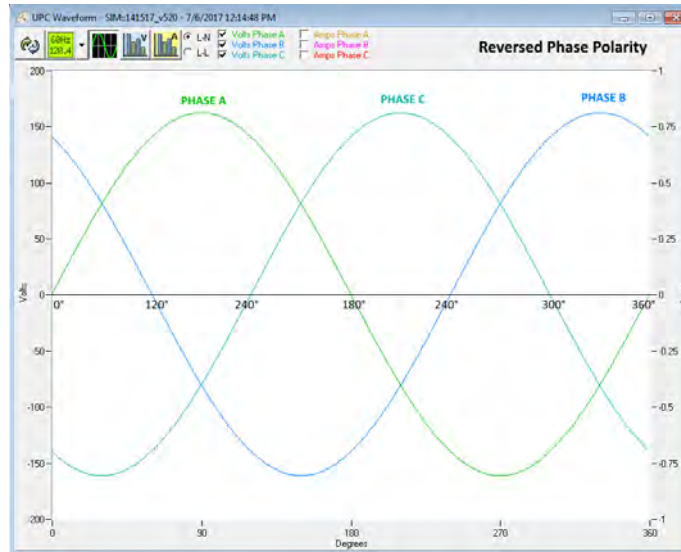 UPC Waveform - SIM:141517_v520 - 7/6/2017 12:14:48 PM
60Hz
120.4
V
A
L-N
L-L
Volts Phase A
Volts Phase B
Volts Phase C
Amps Phase A
Amps Phase B
Amps Phase C
Reversed Phase Polarity
PHASE A
PHASE C
PHASE B
200
150
100
50
0
-50
-100
-150
-200
Volts
1
0.75
0.5
0.25
0
-0.25
-0.5
-0.75
-1
0°
120°
240°
180°
240°
300°
360°
0
90
180
270
360
Degrees